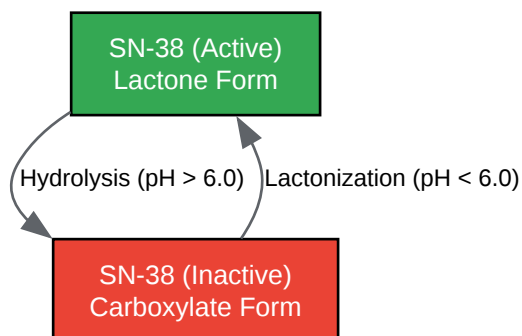 SN-38 (Active)
Lactone Form
Hydrolysis (pH > 6.0)
Lactonization (pH < 6.0)
SN-38 (Inactive)
Carboxylate Form